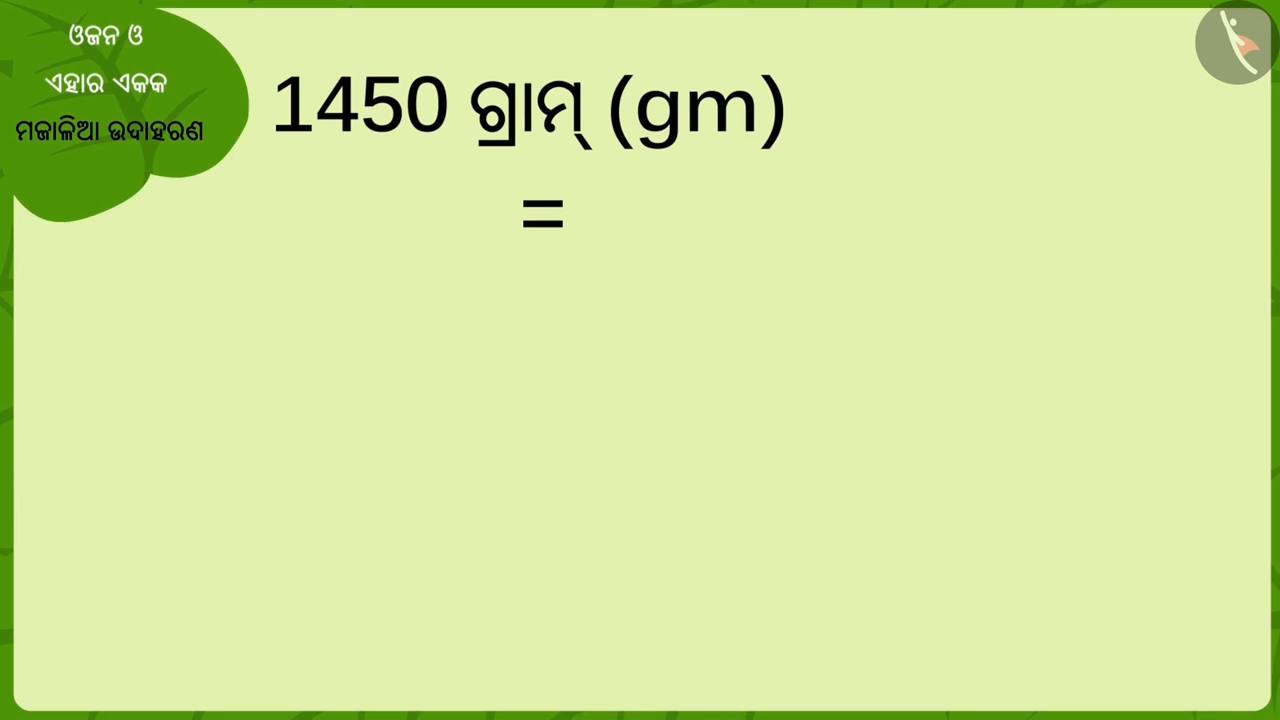 ଓଜନ ଓ
ଏହାର ଏକକ
ମଜାଳିଆ ଉଦାହରଣ
1450 ଗ୍ରାମ୍ (gm)
=